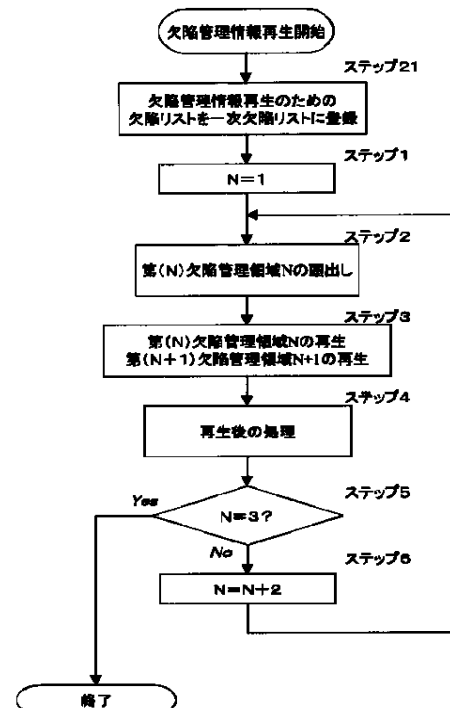 欠陥管理情報再生開始
ステップ21
欠陥管理情報再生のための
欠陥リストを一次欠陥リストに登録
ステップ1
N=1
ステップ2
第(N)欠陥管理領域Nの頭出し
ステップ3
第(N)欠陥管理領域Nの再生
第(N+1)欠陥管理領域N+1の再生
ステップ4
再生後の処理
ステップ5
Yes
N=3?
No
ステップ6
N=N+2
終了